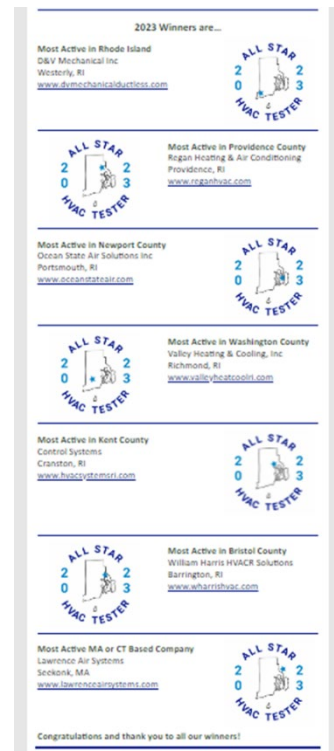 2023 Winners are...
Most Active in Rhode Island
D&V Mechanical Inc
Westerly, RI
www.dvmechanicalductless.com
ALL STAR
2 2
0 3
HVAC TESTER
ALL STAR
2 2
0 3
HVAC TESTER
Most Active in Providence County
Regan Heating & Air Conditioning
Providence, RI
www.reganhvac.com
Most Active in Newport County
Ocean State Air Solutions Inc
Portsmouth, RI
www.oceanstateair.com
ALL STAR
2 2
0 3
HVAC TESTER
ALL STAR
2 2
0 3
HVAC TESTER
Most Active in Washington County
Valley Heating & Cooling, Inc
Richmond, RI
www.valleyheatcoolri.com
Most Active in Kent County
Control Systems
Cranston, RI
www.hvacsystemsri.com
ALL STAR
2 2
0 3
HVAC TESTER
ALL STAR
2 2
0 3
HVAC TESTER
Most Active in Bristol County
William Harris HVACR Solutions
Barrington, RI
www.wharrishvac.com
Most Active MA or CT Based Company
Lawrence Air Systems
Seekonk, MA
www.lawrenceairsystems.com
ALL STAR
2 2
0 3
HVAC TESTER
Congratulations and thank you to all our winners!